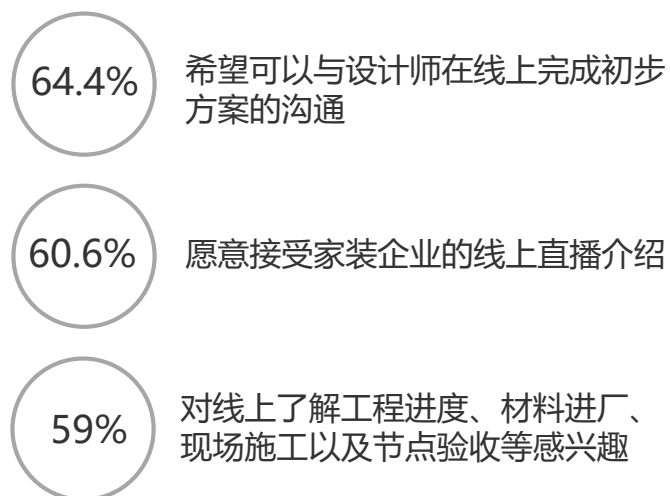 64.4%
希望可以与设计师在线上完成初步
方案的沟通
60.6%
愿意接受家装企业的线上直播介绍
59%
对线上了解工程进度、材料进厂、
现场施工以及节点验收等感兴趣